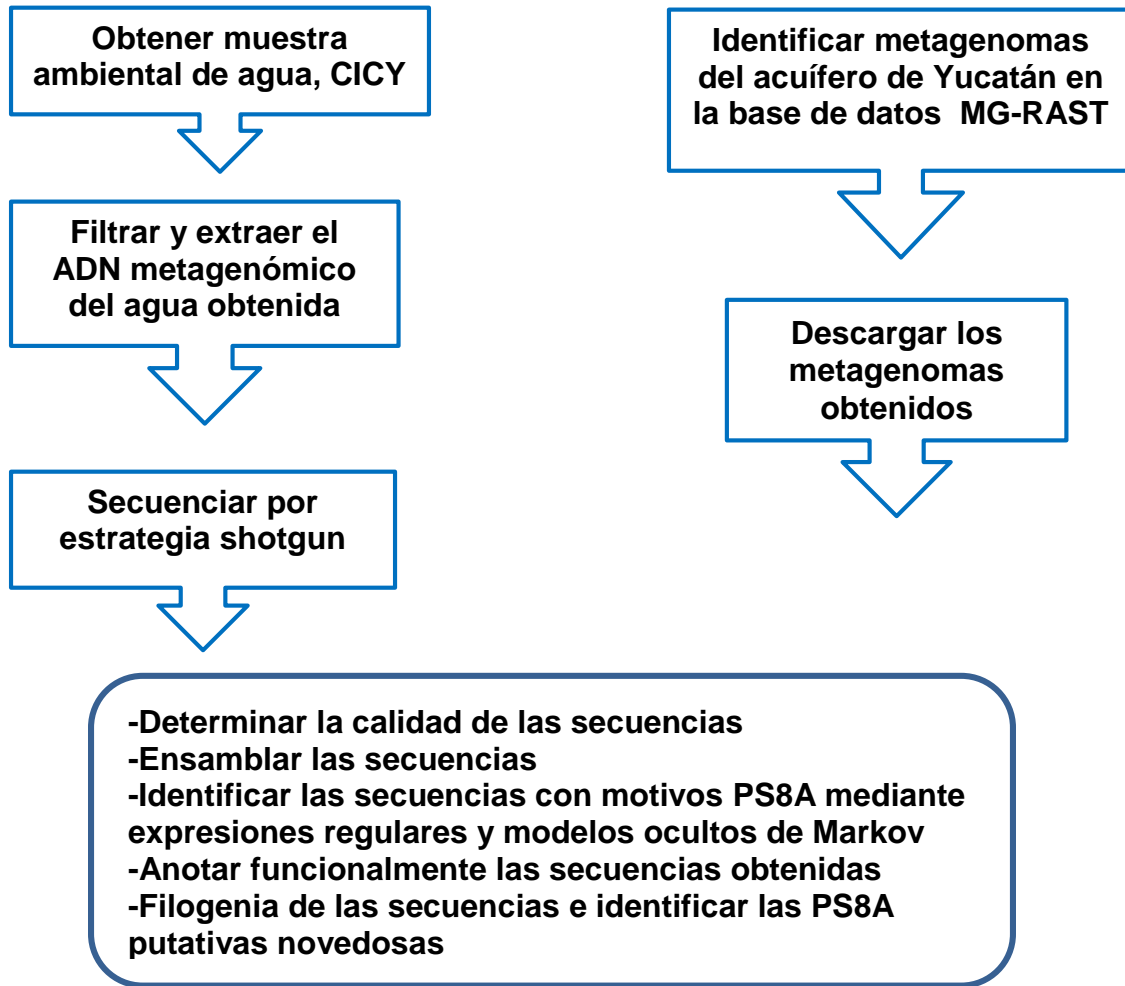 Obtener muestra
ambiental de agua, CICY
Filtrar y extraer el
ADN metagenómico
del agua obtenida
Secuenciar por
estrategia shotgun
Identificar metagenomas
del acuífero de Yucatán en
la base de datos MG-RAST
Descargar los
metagenomas
obtenidos
-Determinar la calidad de las secuencias
-Ensamblar las secuencias
-Identificar las secuencias con motivos PS8A mediante
expresiones regulares y modelos ocultos de Markov
-Anotar funcionalmente las secuencias obtenidas
-Filogenia de las secuencias e identificar las PS8A
putativas novedosas